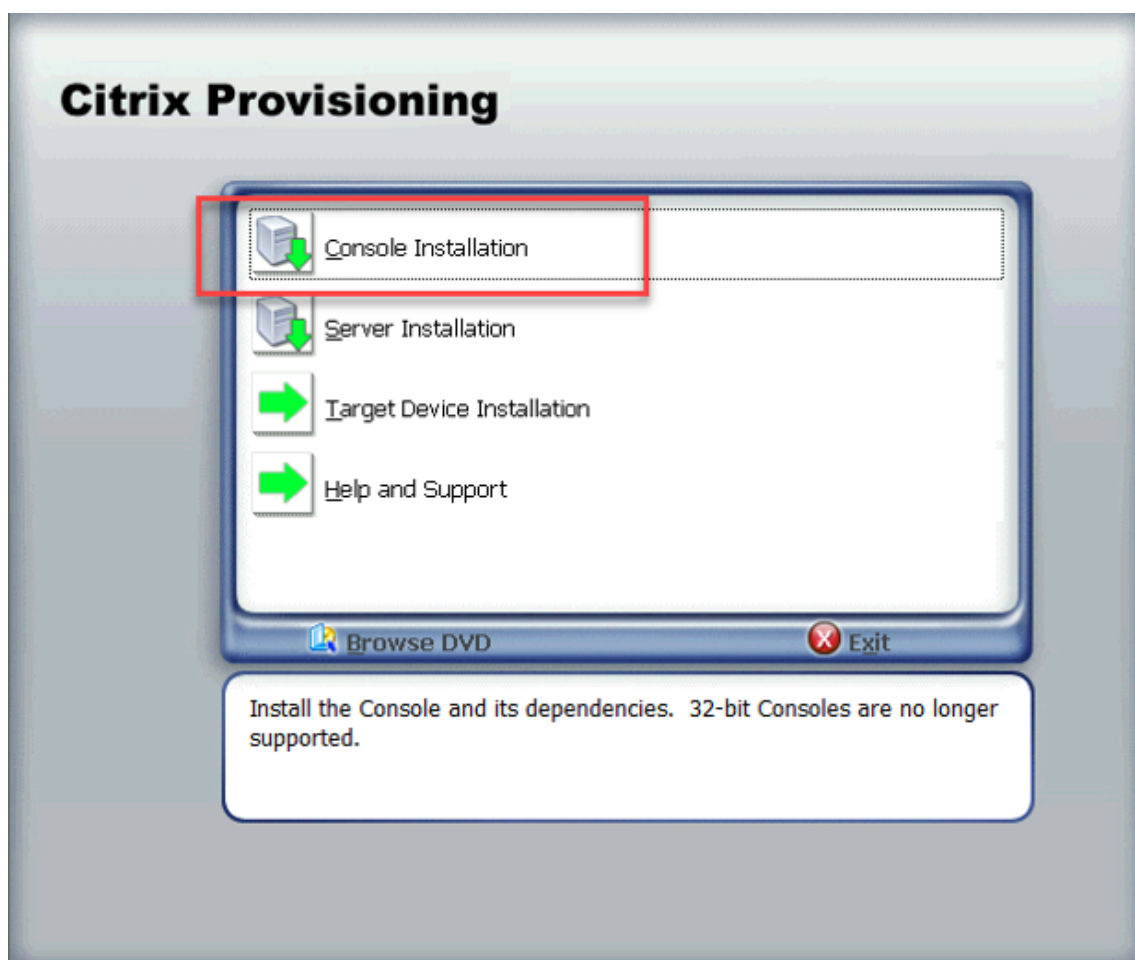 Citrix Provisioning
Console Installation
Server Installation
Target Device Installation
Help and Support
Browse DVD
Exit
Install the Console and its dependencies.  32-bit Consoles are no longer
supported.